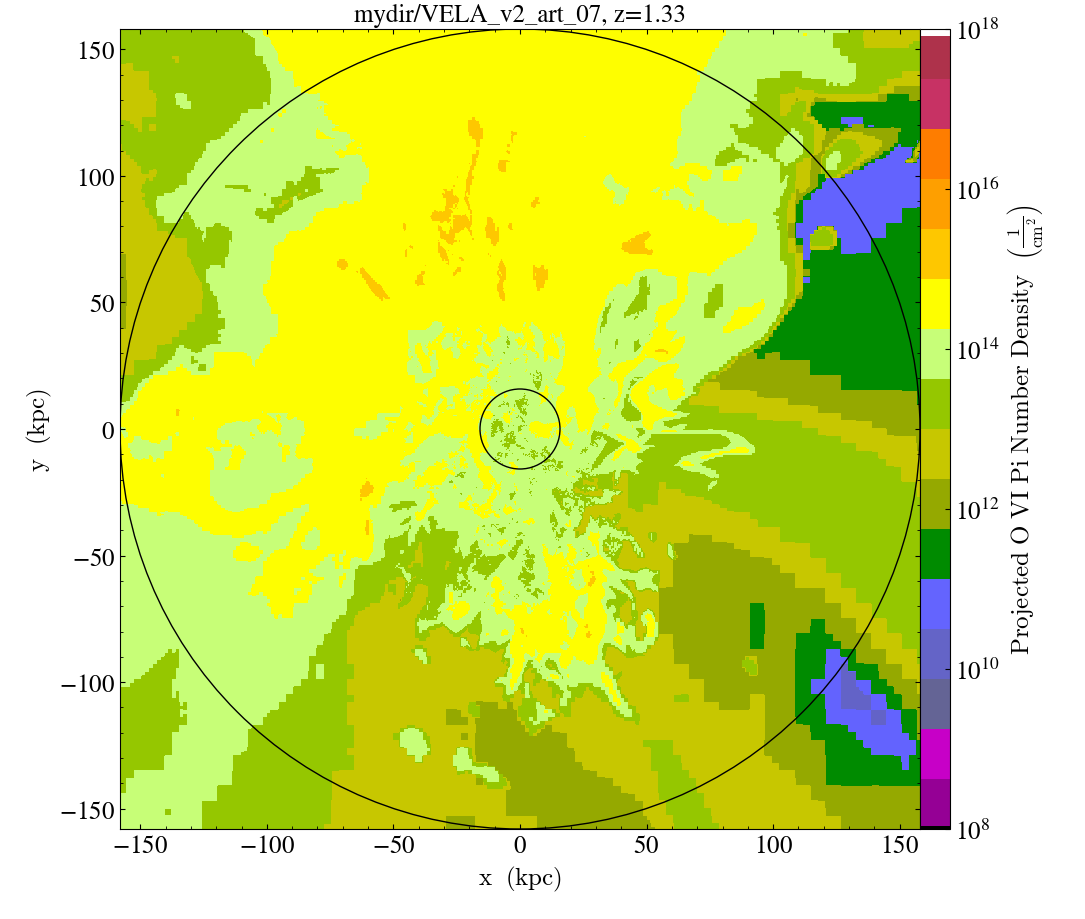 mydir/VELA_v2_art_07, z=1.33
y (kpc)
150
100
50
0
−50
−100
−150
−150 −100 −50 0 50 100 150
x (kpc)
10^18
10^16
10^14
10^12
10^10
10^8
Projected O VI Pi Number Density (1/cm^2)